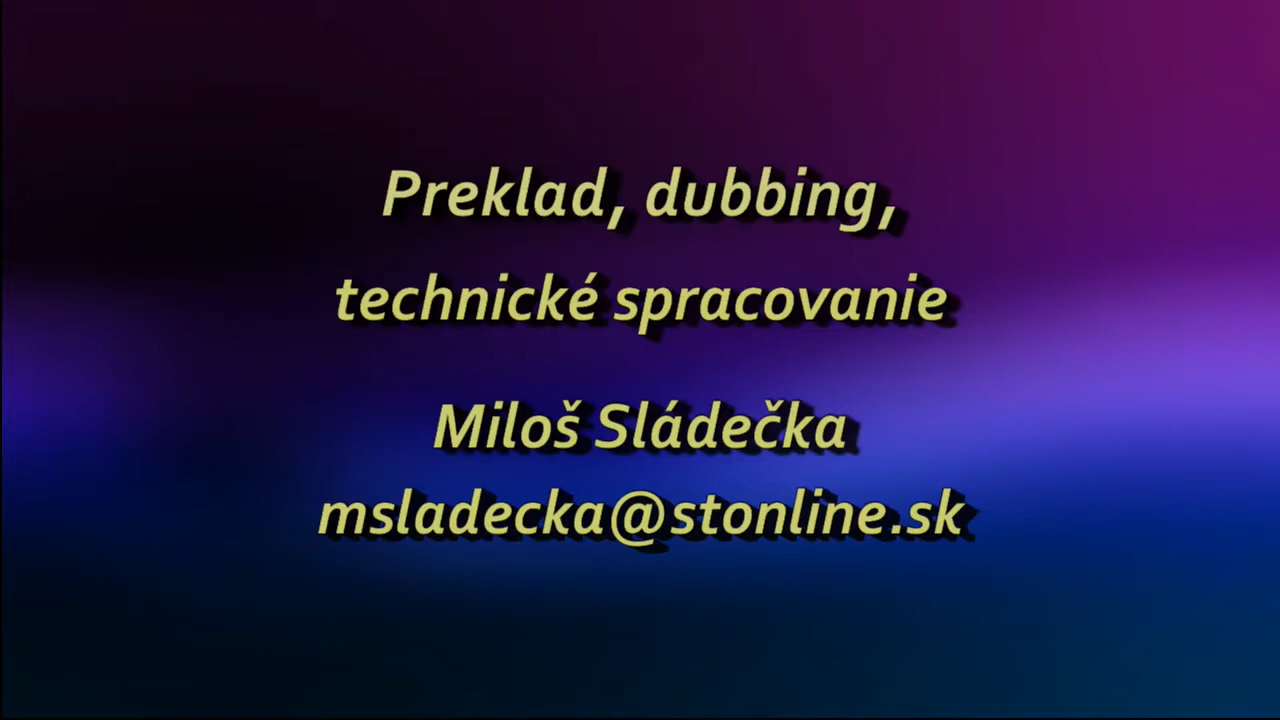 Preklad, dubbing,
technické spracovanie
Miloš Sládečka
msladecka@stonline.sk